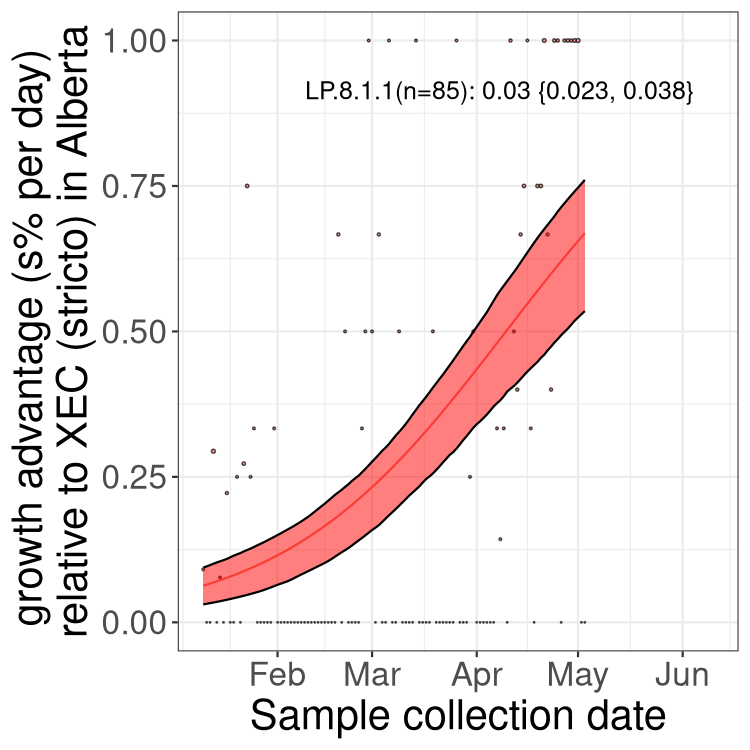 growth advantage (s% per day)
relative to XEC (stricto) in Alberta
1.00
0.75
0.50
0.25
0.00
LP.8.1.1(n=85): 0.03 {0.023, 0.038}
Feb Mar Apr May Jun
Sample collection date